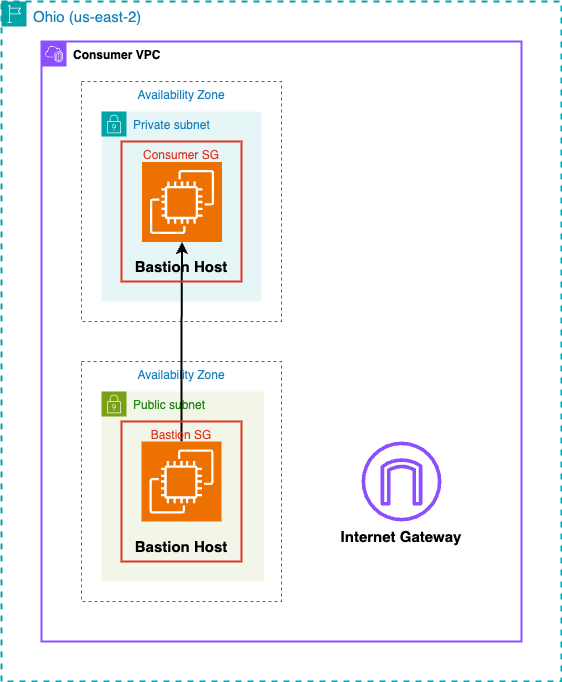 Ohio (us-east-2)
Consumer VPC
Availability Zone
Private subnet
Consumer SG
Bastion Host
Availability Zone
Public subnet
Bastion SG
Bastion Host
Internet Gateway